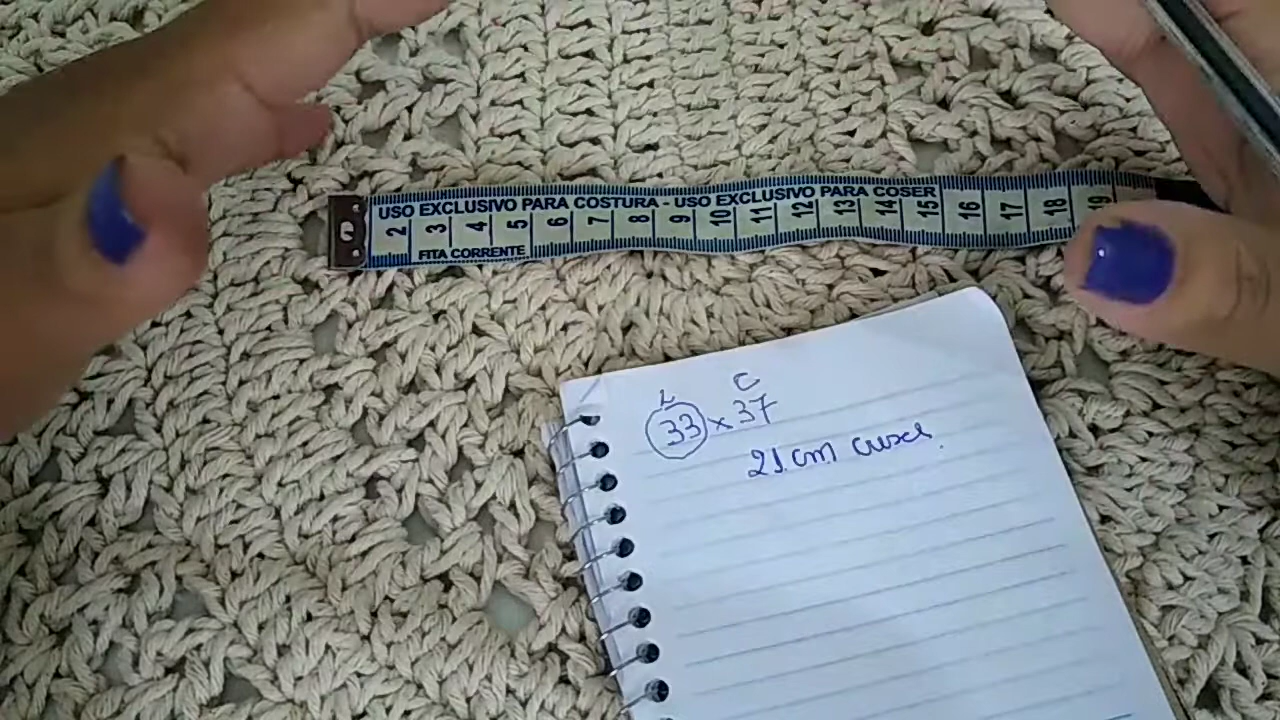 USO EXCLUSIVO PARA COSTURA - USO EXCLUSIVO PARA COSER
2 3 4 5 6 7 8 9 10 11 12 13 14 15 16 17 18 19
FITA CORRENTE
L C
33 x 37
21 cm